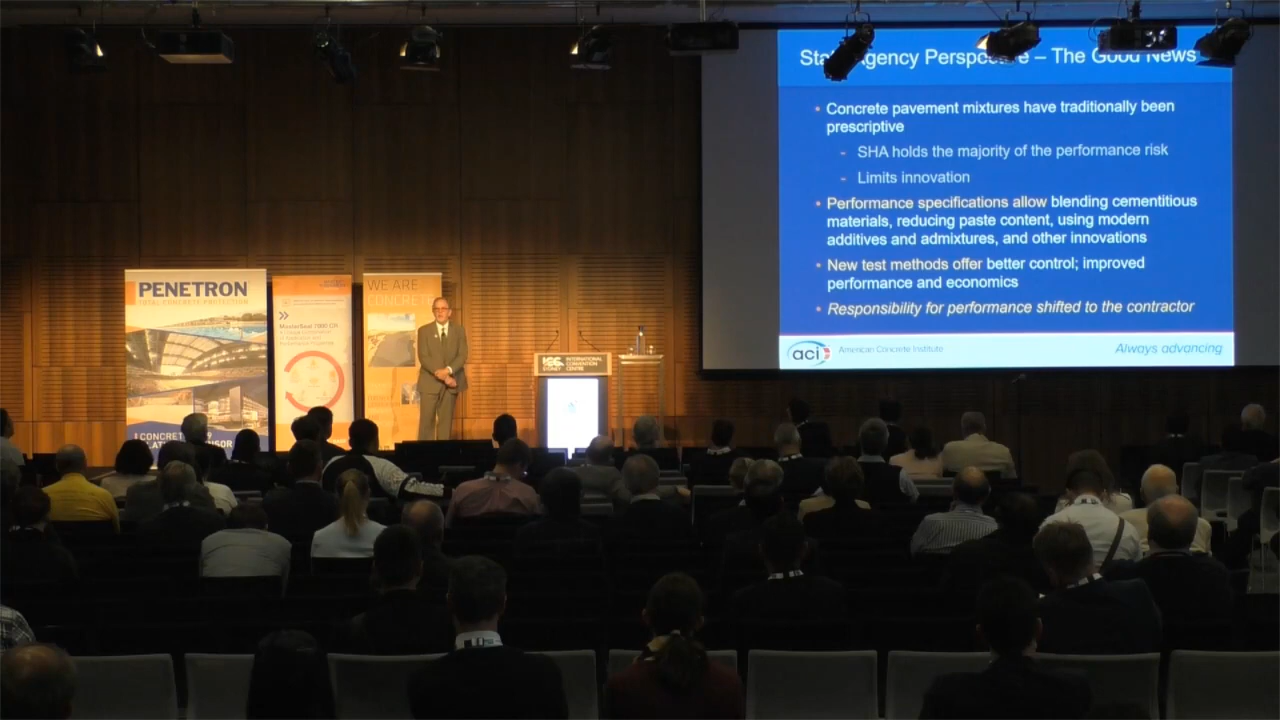 Sta Agency Perspe e – The Good News
• Concrete pavement mixtures have traditionally been
prescriptive
- SHA holds the majority of the performance risk
- Limits innovation
• Performance specifications allow blending cementitious
materials, reducing paste content, using modern
additives and admixtures, and other innovations
• New test methods offer better control; improved
performance and economics
• Responsibility for performance shifted to the contractor
aci American Concrete Institute
Always advancing
PENETRON
TOTAL CONCRETE PROTECTION
MasterSeal 7000 CR
WE ARE
CONCRETE
ICC
SYDNEY
INTERNATIONAL
CONVENTION
CENTRE